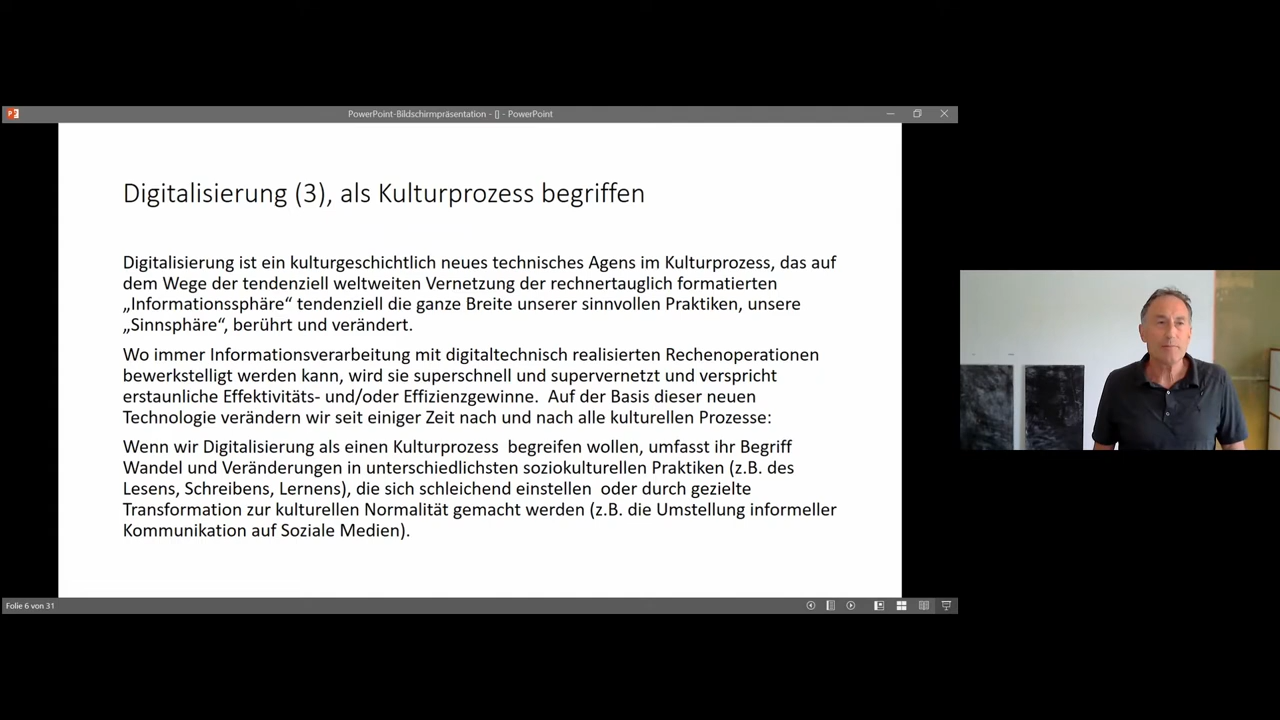 PowerPoint-Bildschirmpräsentation - [] - PowerPoint
Digitalisierung (3), als Kulturprozess begriffen
Digitalisierung ist ein kulturgeschichtlich neues technisches Agens im Kulturprozess, das auf
dem Wege der tendenziell weltweiten Vernetzung der rechnertauglich formatierten
„Informationssphäre“ tendenziell die ganze Breite unserer sinnvollen Praktiken, unsere
„Sinnsphäre“, berührt und verändert.
Wo immer Informationsverarbeitung mit digitaltechnisch realisierten Rechenoperationen
bewerkstelligt werden kann, wird sie superschnell und supervernetzt und verspricht
erstaunliche Effektivitäts- und/oder Effizienzgewinne. Auf der Basis dieser neuen
Technologie verändern wir seit einiger Zeit nach und nach alle kulturellen Prozesse:
Wenn wir Digitalisierung als einen Kulturprozess begreifen wollen, umfasst ihr Begriff
Wandel und Veränderungen in unterschiedlichsten soziokulturellen Praktiken (z.B. des
Lesens, Schreibens, Lernens), die sich schleichend einstellen oder durch gezielte
Transformation zur kulturellen Normalität gemacht werden (z.B. die Umstellung informeller
Kommunikation auf Soziale Medien).
Folie 6 von 31